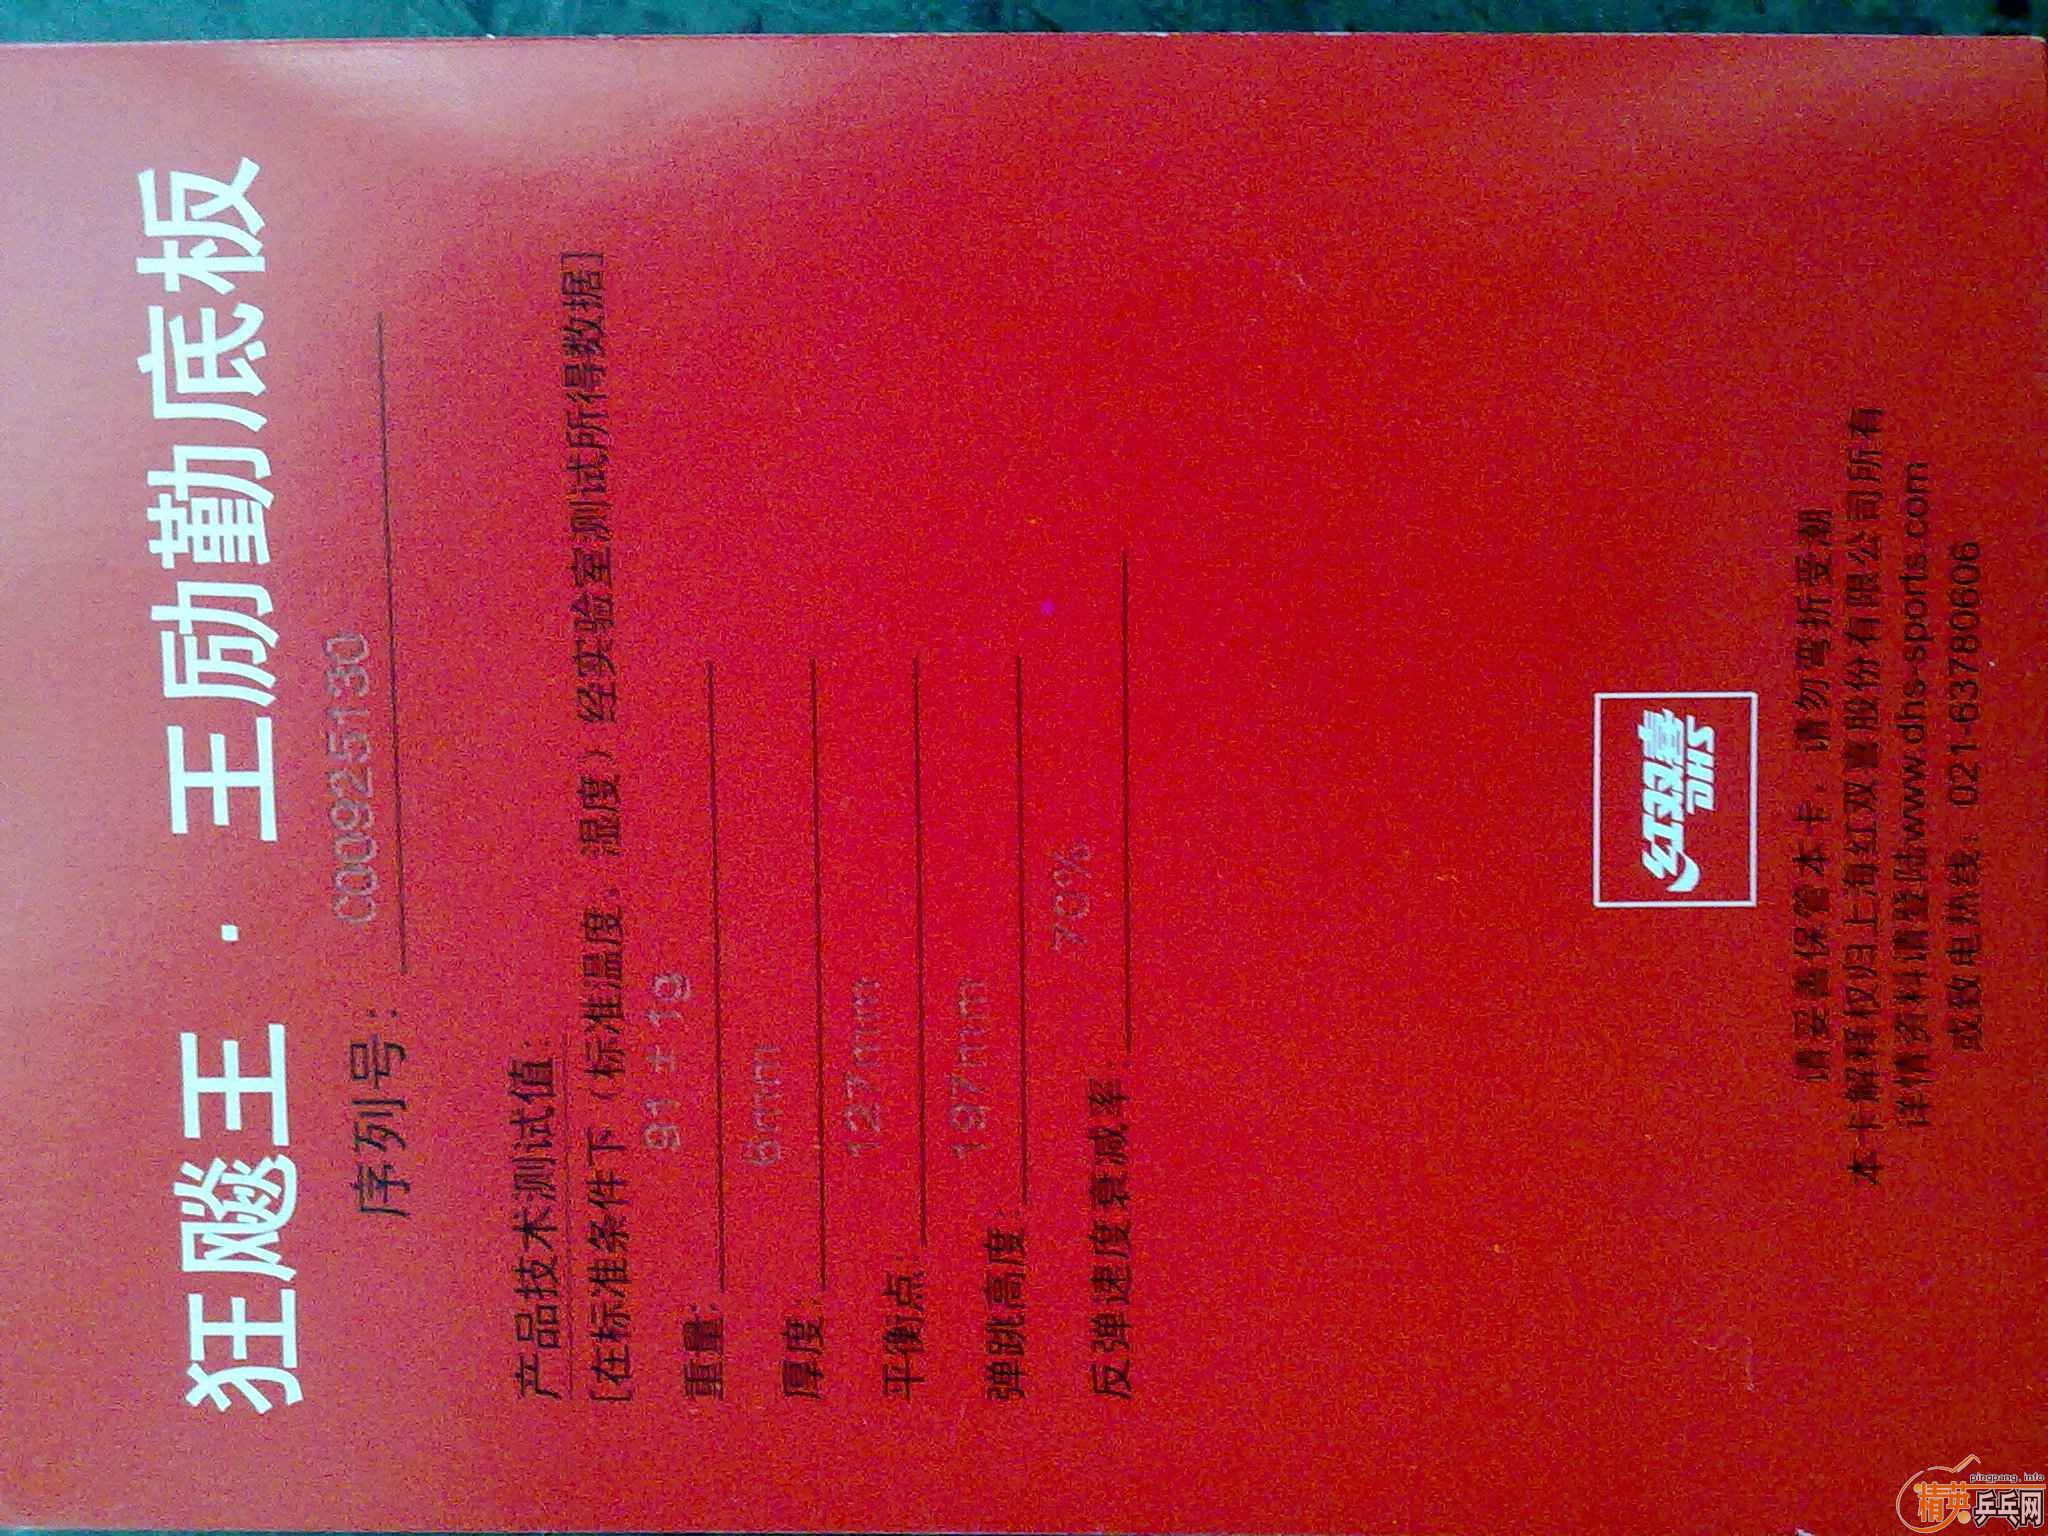 狂飚王·王励勤底板
序列号: C00925130
产品技术测试值:
[在标准条件下（标准温度、湿度）经实验室测试所得数据]
重量: 91±1g
厚度: 6mm
平衡点: 127mm
弹跳高度: 197mm
反弹速度衰减率: 70%
红双喜
DHS
请妥善保管本卡，请勿弯折受潮
本卡解释权归上海红双喜股份有限公司所有
详情资料请登陆www.dhs-sports.com
或致电热线：021-63780606
pingpang.info
精英乒乓网